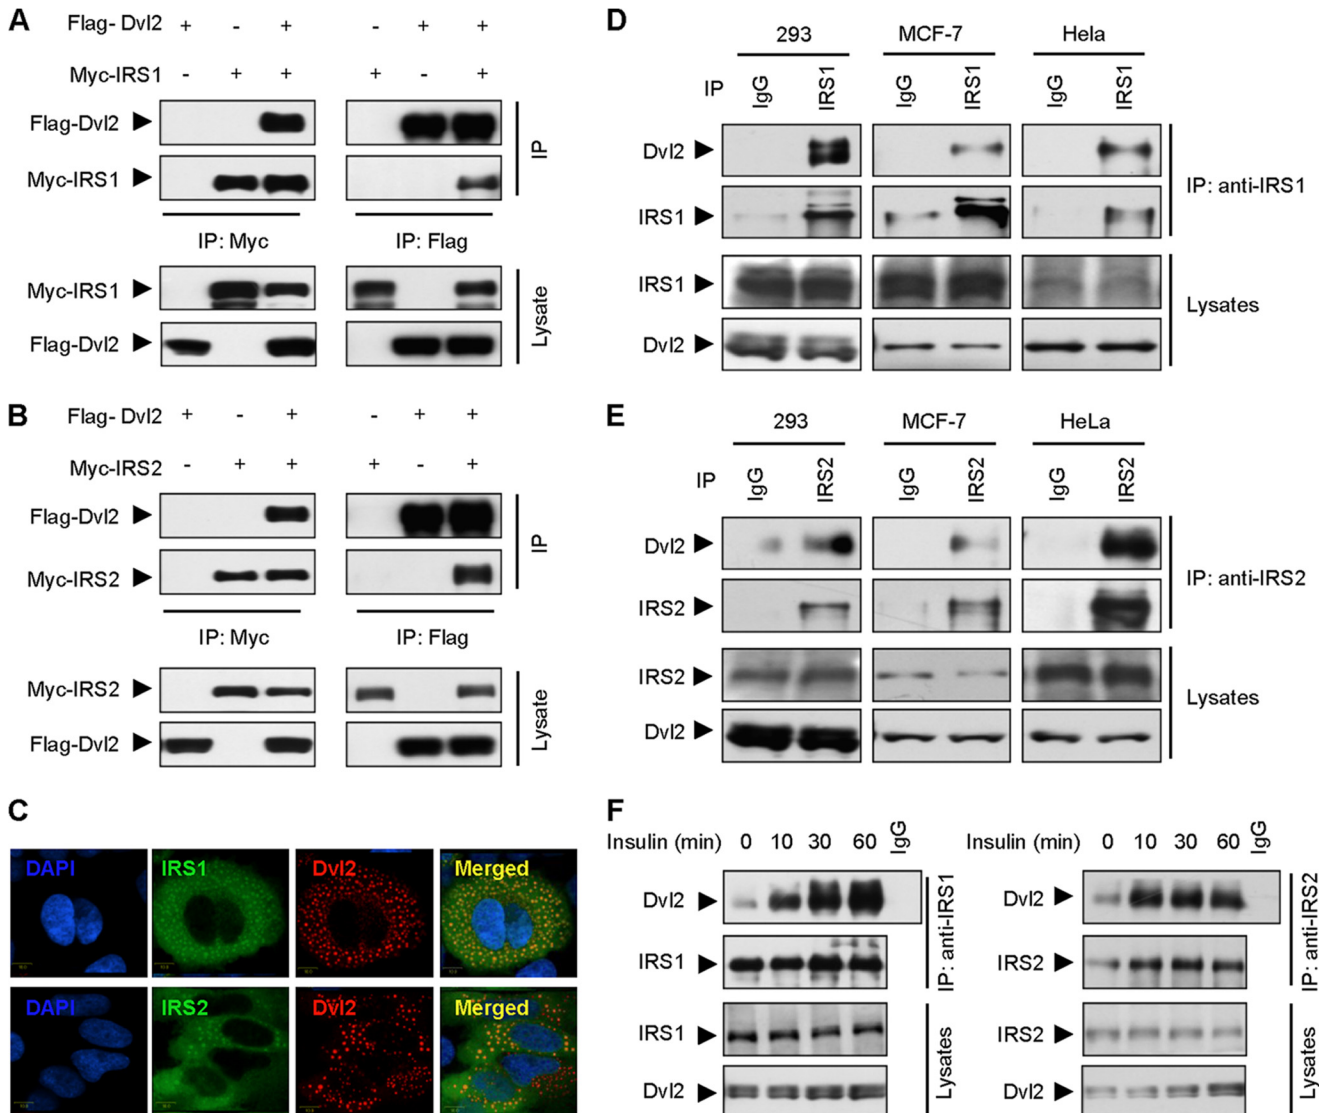 A
Flag- Dvl2 + - + - + +
Myc-IRS1 - + + + - +
Flag-Dvl2
Myc-IRS1
IP
IP: Myc IP: Flag
Myc-IRS1
Flag-Dvl2
Lysate
B
Flag- Dvl2 + - + - + +
Myc-IRS2 - + + + - +
Flag-Dvl2
Myc-IRS2
IP
IP: Myc IP: Flag
Myc-IRS2
Flag-Dvl2
Lysate
C
DAPI IRS1 Dvl2 Merged
DAPI IRS2 Dvl2 Merged
D
293 MCF-7 Hela
IP IgG IRS1 IgG IRS1 IgG IRS1
Dvl2
IRS1
IP: anti-IRS1
IRS1
Dvl2
Lysates
E
293 MCF-7 HeLa
IP IgG IRS2 IgG IRS2 IgG IRS2
Dvl2
IRS2
IP: anti-IRS2
IRS2
Dvl2
Lysates
F
Insulin (min) 0 10 30 60 IgG
Dvl2
IRS1
IP: anti-IRS1
IRS1
Dvl2
Lysates
Insulin (min) 0 10 30 60 IgG
Dvl2
IRS2
IP: anti-IRS2
IRS2
Dvl2
Lysates